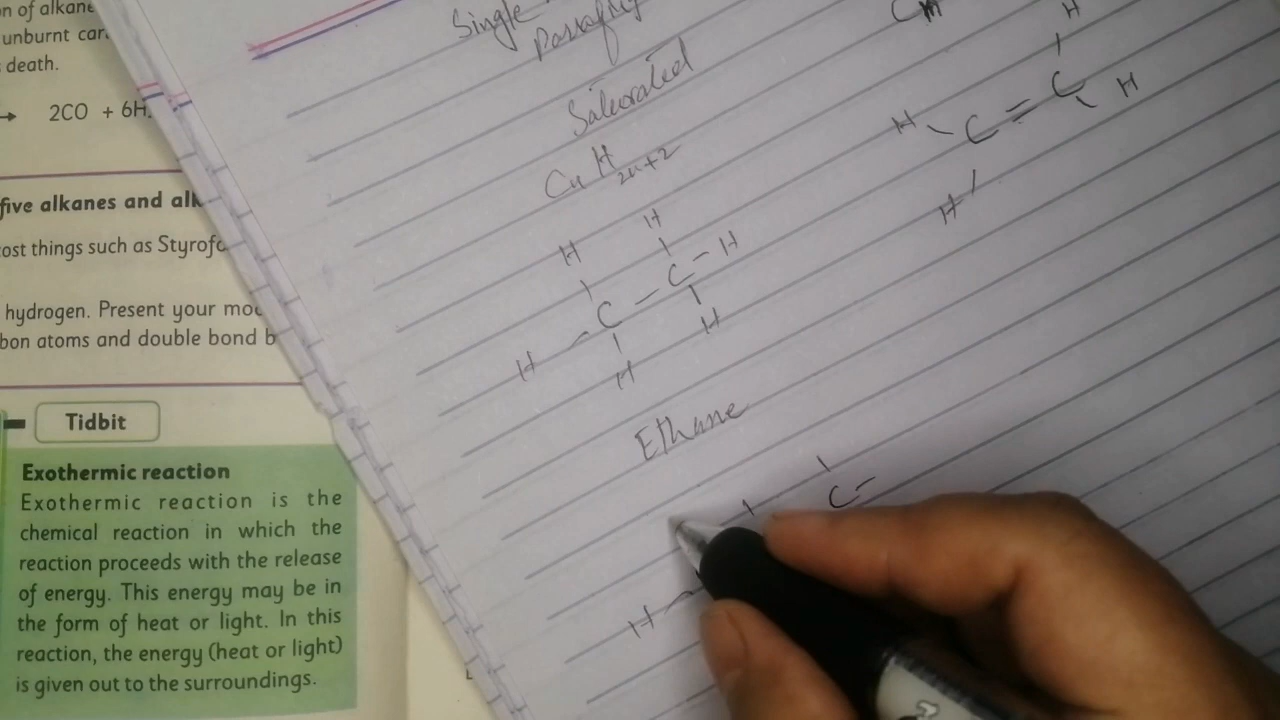 n of alkane
unburnt car
death.
→ 2CO + 6H
five alkanes and alk
ost things such as Styrofo
hydrogen. Present your mo
bon atoms and double bond b
Tidbit
Exothermic reaction
Exothermic reaction is the
chemical reaction in which the
reaction proceeds with the release
of energy. This energy may be in
the form of heat or light. In this
reaction, the energy (heat or light)
is given out to the surroundings.
Single
Saturated
CnH2n+2
H H
H - C - C - H
H H
Ethane
C -
H -
H
H - C = C - H
H